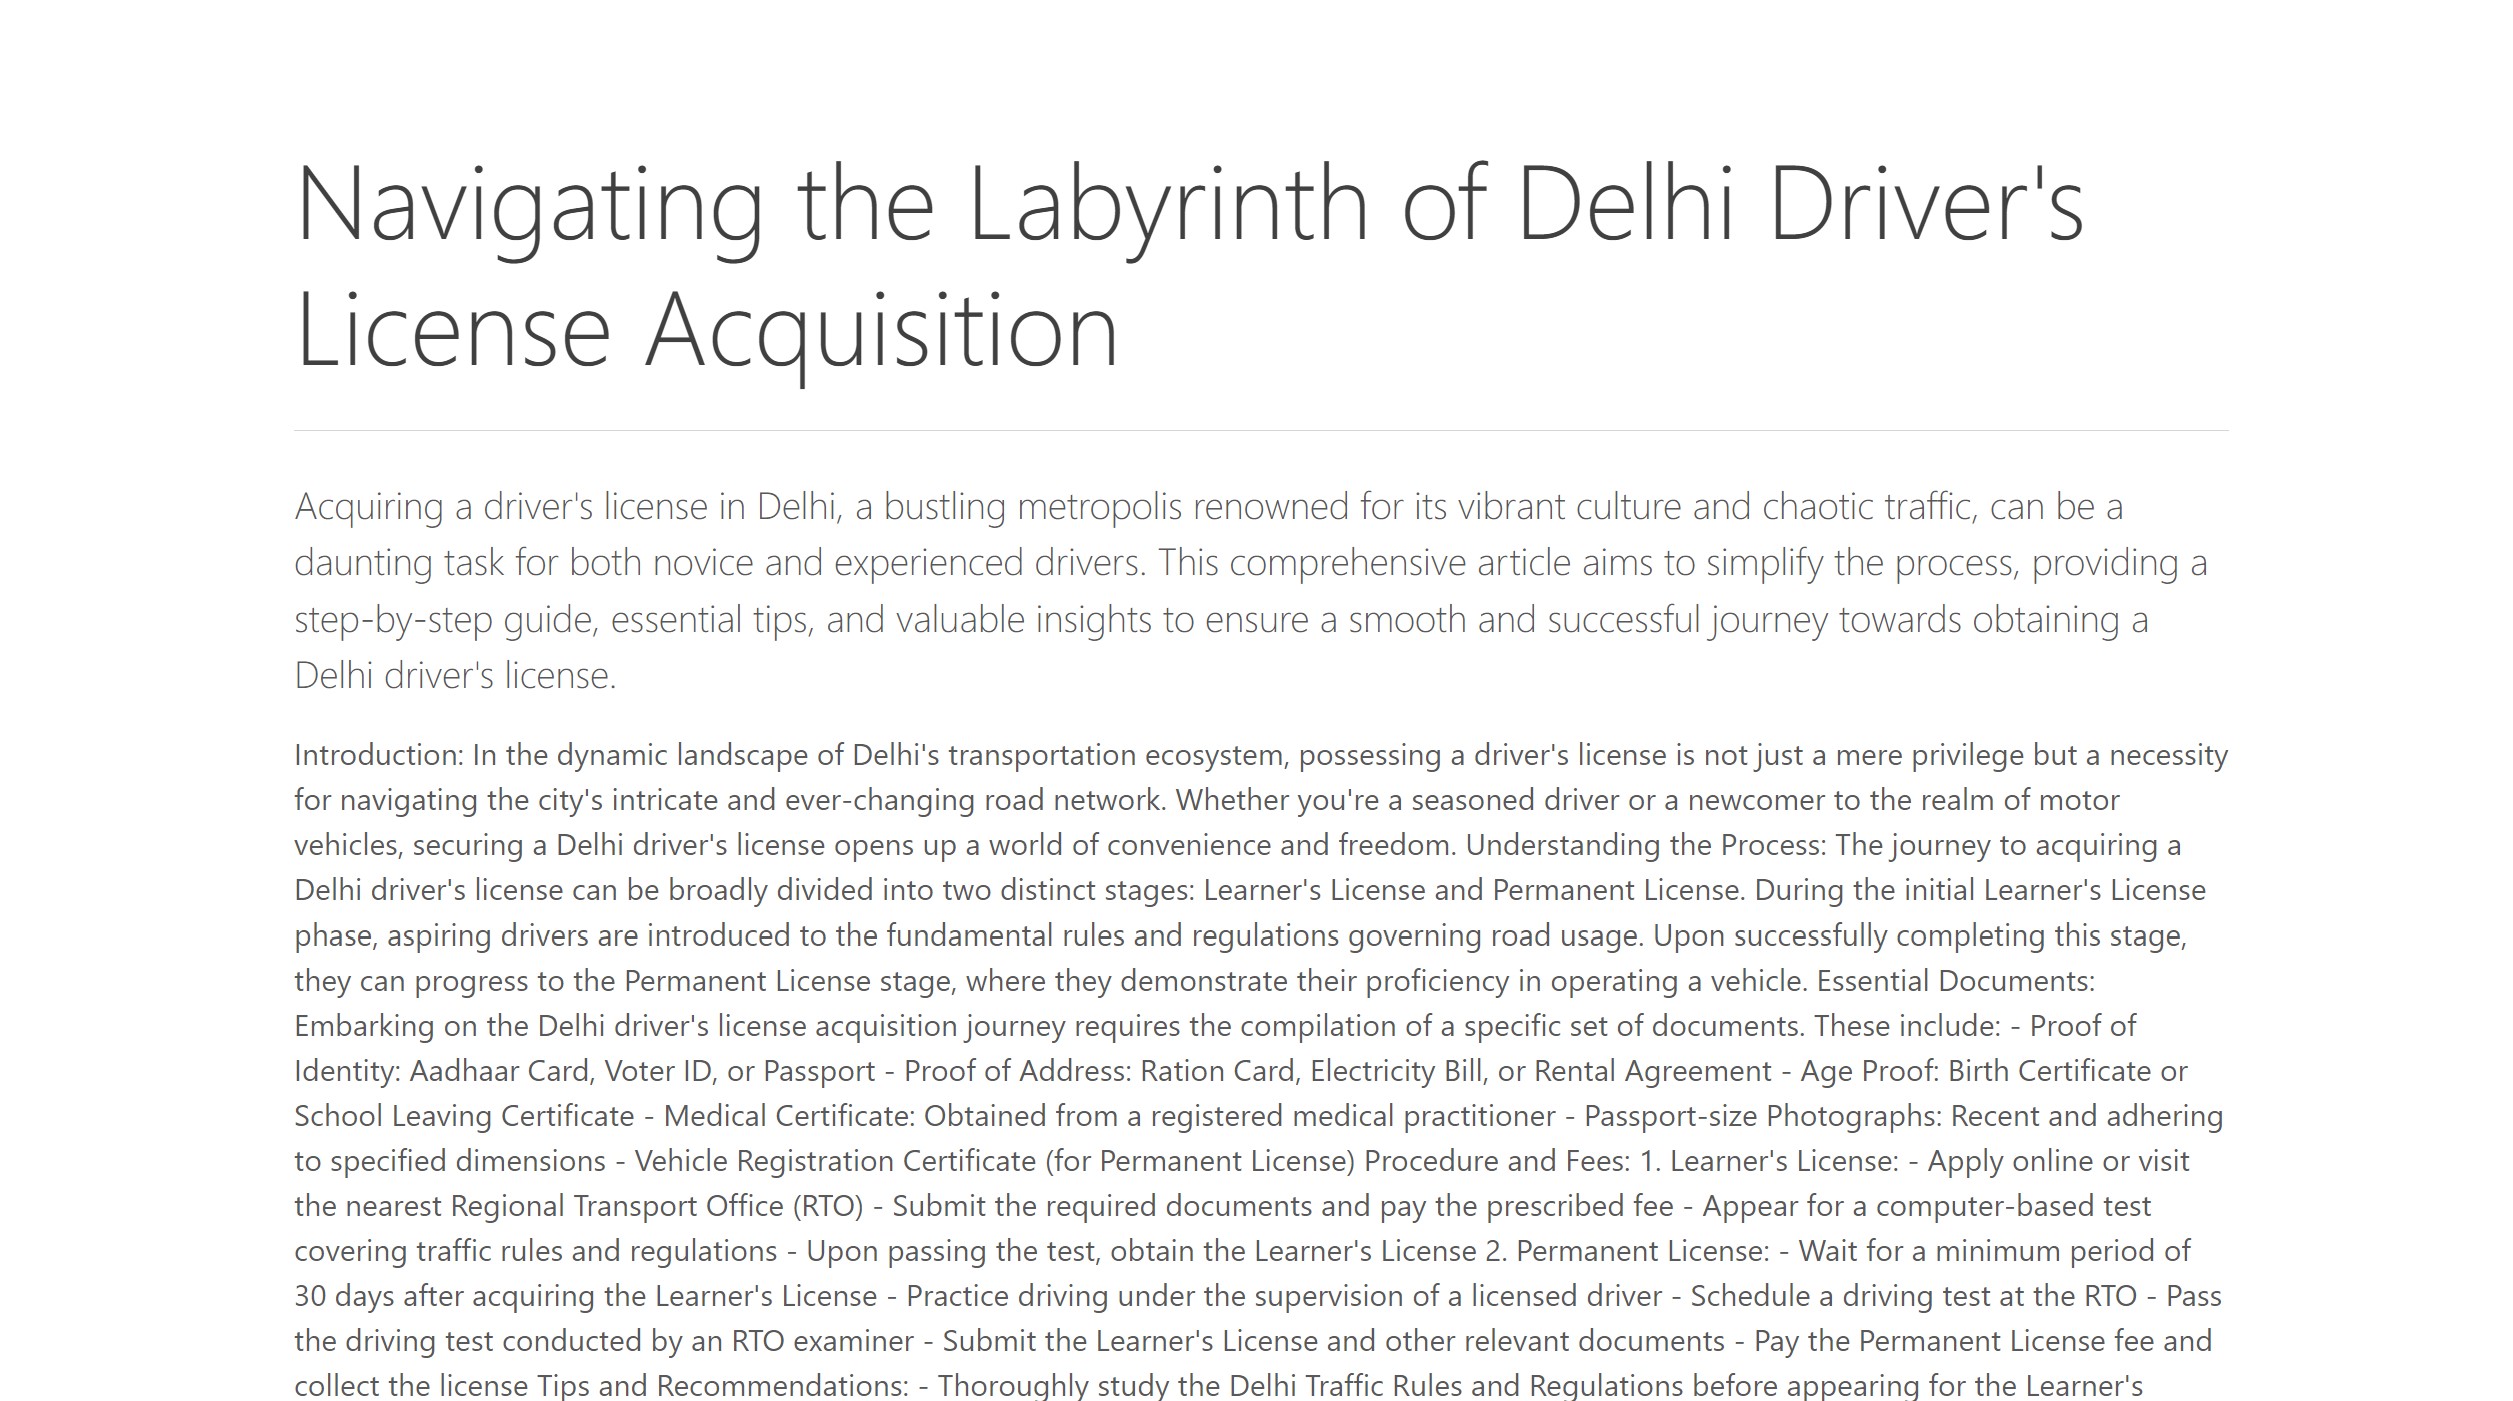 Navigating the Labyrinth of Delhi Driver's
License Acquisition
Acquiring a driver's license in Delhi, a bustling metropolis renowned for its vibrant culture and chaotic traffic, can be a
daunting task for both novice and experienced drivers. This comprehensive article aims to simplify the process, providing a
step-by-step guide, essential tips, and valuable insights to ensure a smooth and successful journey towards obtaining a
Delhi driver's license.
Introduction: In the dynamic landscape of Delhi's transportation ecosystem, possessing a driver's license is not just a mere privilege but a necessity
for navigating the city's intricate and ever-changing road network. Whether you're a seasoned driver or a newcomer to the realm of motor
vehicles, securing a Delhi driver's license opens up a world of convenience and freedom. Understanding the Process: The journey to acquiring a
Delhi driver's license can be broadly divided into two distinct stages: Learner's License and Permanent License. During the initial Learner's License
phase, aspiring drivers are introduced to the fundamental rules and regulations governing road usage. Upon successfully completing this stage,
they can progress to the Permanent License stage, where they demonstrate their proficiency in operating a vehicle. Essential Documents:
Embarking on the Delhi driver's license acquisition journey requires the compilation of a specific set of documents. These include: - Proof of
Identity: Aadhaar Card, Voter ID, or Passport - Proof of Address: Ration Card, Electricity Bill, or Rental Agreement - Age Proof: Birth Certificate or
School Leaving Certificate - Medical Certificate: Obtained from a registered medical practitioner - Passport-size Photographs: Recent and adhering
to specified dimensions - Vehicle Registration Certificate (for Permanent License) Procedure and Fees: 1. Learner's License: - Apply online or visit
the nearest Regional Transport Office (RTO) - Submit the required documents and pay the prescribed fee - Appear for a computer-based test
covering traffic rules and regulations - Upon passing the test, obtain the Learner's License 2. Permanent License: - Wait for a minimum period of
30 days after acquiring the Learner's License - Practice driving under the supervision of a licensed driver - Schedule a driving test at the RTO - Pass
the driving test conducted by an RTO examiner - Submit the Learner's License and other relevant documents - Pay the Permanent License fee and
collect the license Tips and Recommendations: - Thoroughly study the Delhi Traffic Rules and Regulations before appearing for the Learner's